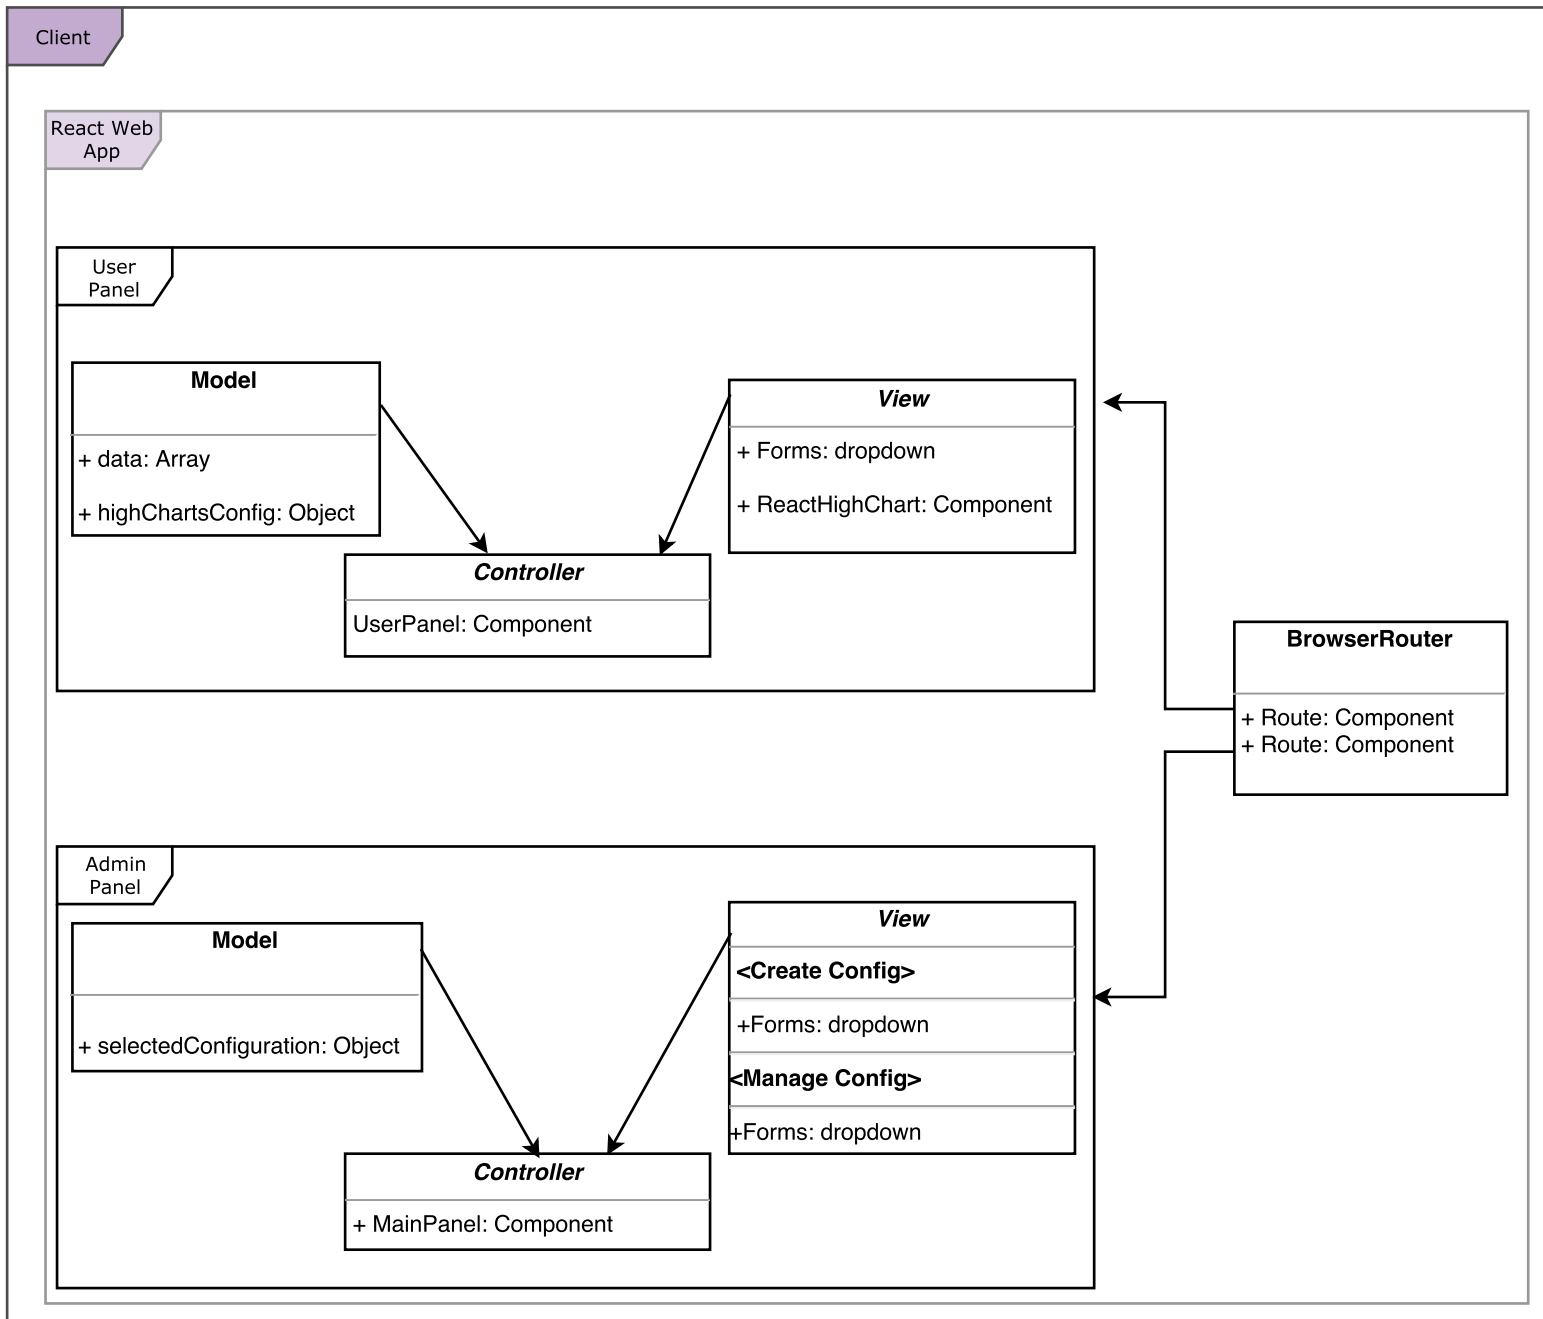 Client
React Web
App
User
Panel
Model
+ data: Array
+ highChartsConfig: Object
View
+ Forms: dropdown
+ ReactHighChart: Component
Controller
UserPanel: Component
BrowserRouter
+ Route: Component
+ Route: Component
Admin
Panel
Model
+ selectedConfiguration: Object
View
<Create Config>
+Forms: dropdown
<Manage Config>
+Forms: dropdown
Controller
+ MainPanel: Component